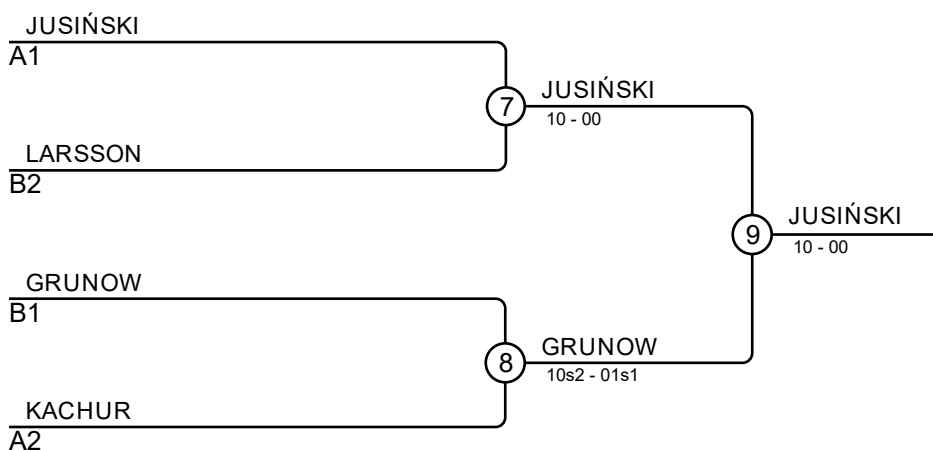 JUSIŃSKI
A1
7
JUSIŃSKI
10 - 00
LARSSON
B2
9
JUSIŃSKI
10 - 00
GRUNOW
B1
8
GRUNOW
10s2 - 01s1
KACHUR
A2